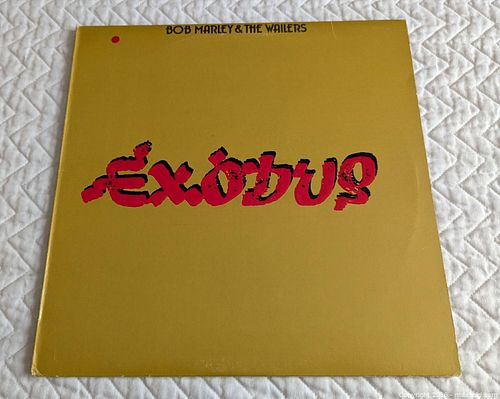 BOB MARLEY & THE WAILERS
EXODUS